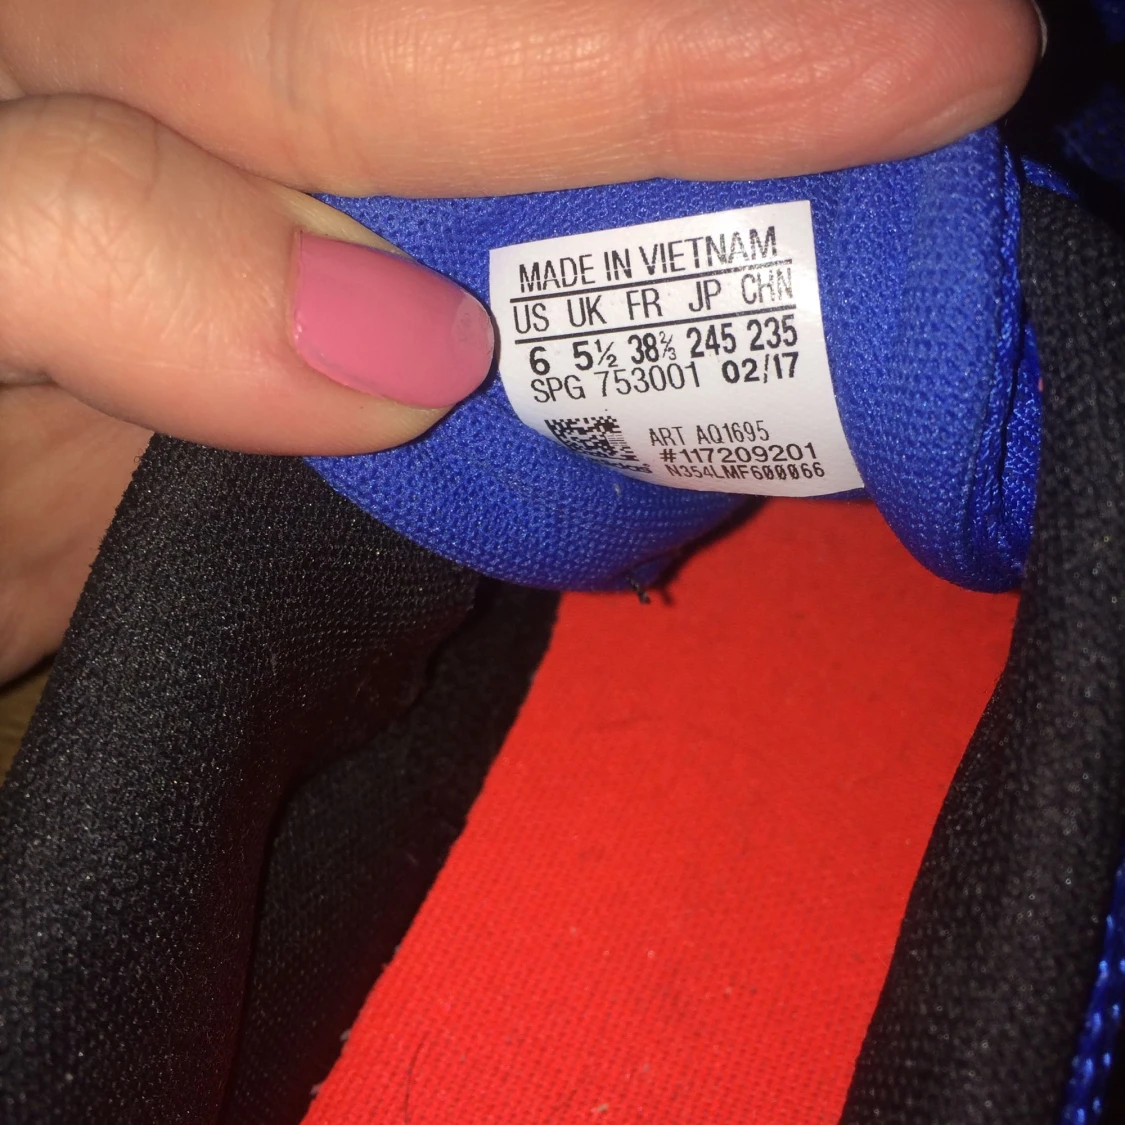 MADE IN VIETNAM
US UK FR JP CHN
6 5½ 38⅔ 245 235
SPG 753001 02/17
ART AQ1695
#117209201
N354LMF600066